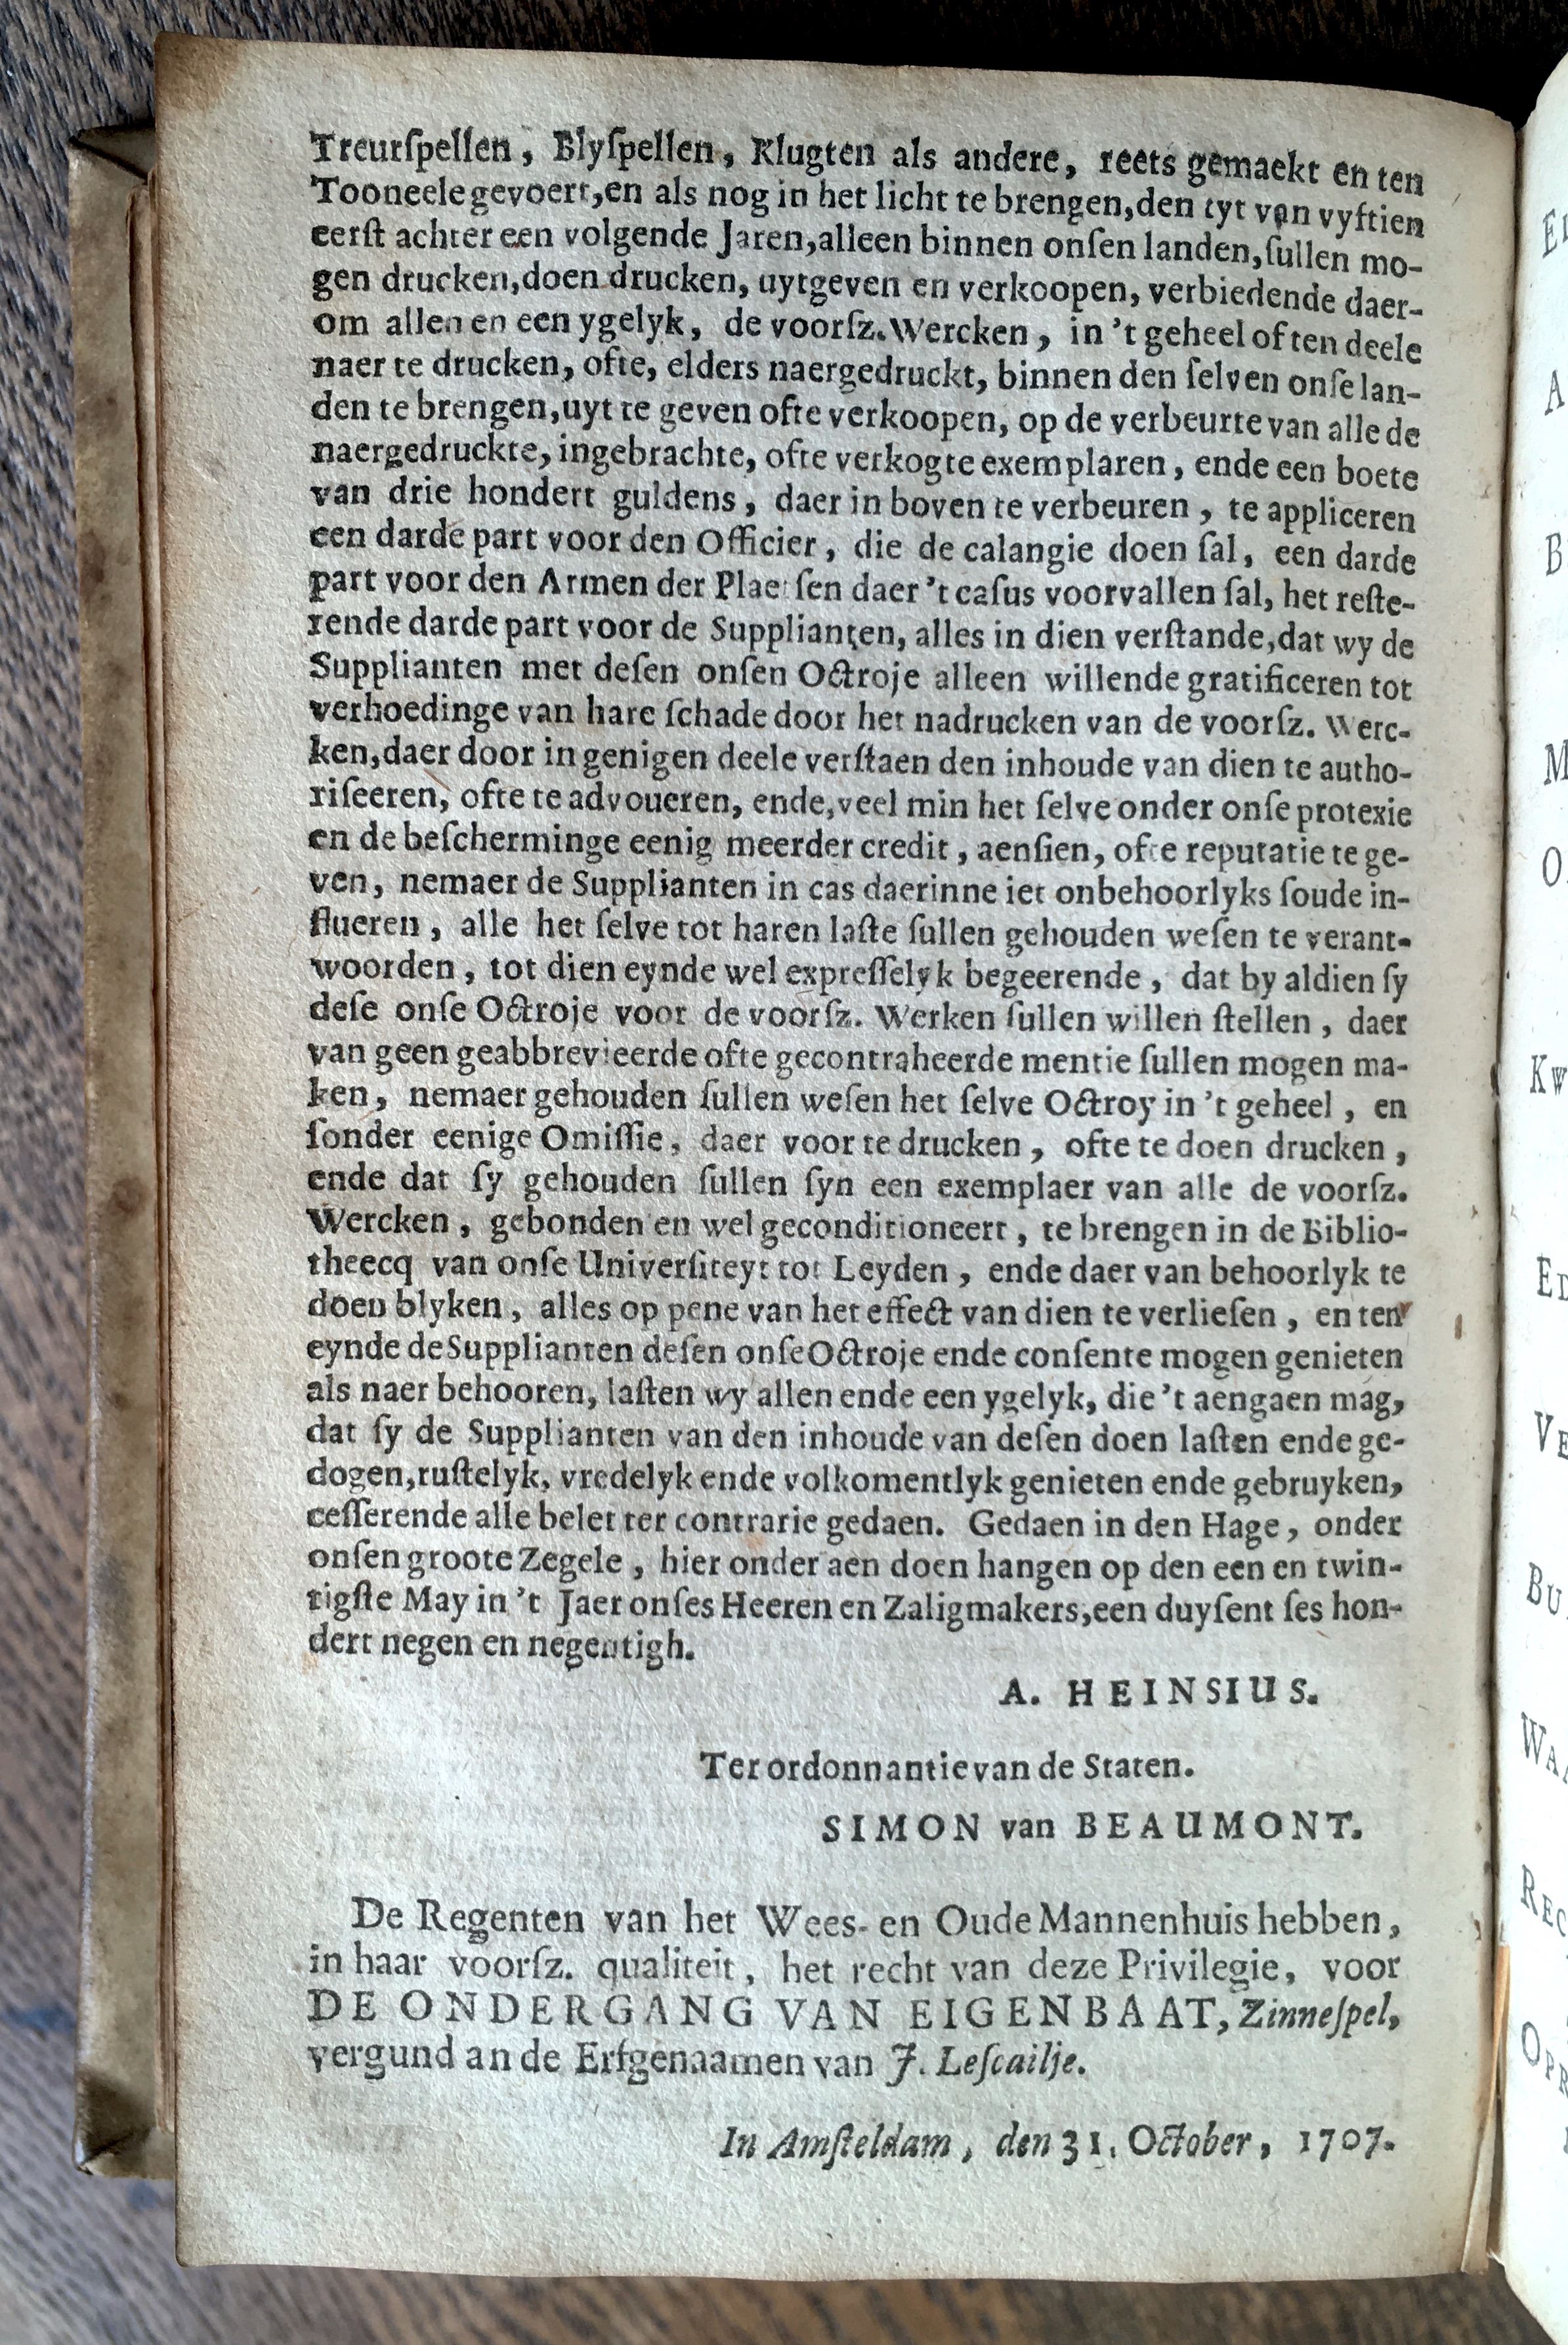 Treurſpellen, Blyſpellen, Klugten als andere, reets gemaekt en ten
Tooneele gevoert, en als nog in het licht te brengen, den tyt van vyftien
eerſt achter een volgende Jaren, alleen binnen onſen landen, ſullen mo-
gen drucken, doen drucken, uytgeven en verkoopen, verbiedende daer-
om allen en een ygelyk, de voorſz. Wercken, in 't geheel of ten deele
naer te drucken, ofte, elders naergedruckt, binnen den ſelven onſe lan-
den te brengen, uyt te geven ofte verkoopen, op de verbeurte van alle de
naergedruckte, ingebrachte, ofte verkogte exemplaren, ende een boete
van drie hondert guldens, daer in boven te verbeuren, te appliceren
een darde part voor den Officier, die de calangie doen ſal, een darde
part voor den Armen der Plaetſen daer 't caſus voorvallen ſal, het reſte-
rende darde part voor de Supplianten, alles in dien verſtande, dat wy de
Supplianten met deſen onſen Octroje alleen willende gratificeren tot
verhoedinge van hare ſchade door het nadrucken van de voorſz. Werc-
ken, daer door in genigen deele verſtaen den inhoude van dien te autho-
riſeeren, ofte te advoueren, ende, veel min het ſelve onder onſe protexie
en de beſcherminge eenig meerder credit, aenſien, ofte reputatie te ge-
ven, nemaer de Supplianten in cas daerinne iet onbehoorlyks ſoude in-
flueren, alle het ſelve tot haren laſte ſullen gehouden weſen te verant-
woorden, tot dien eynde wel expreſſelyk begeerende, dat by aldien ſy
deſe onſe Octroje voor de voorſz. Werken ſullen willen ſtellen, daer
van geen geabbrevieerde ofte gecontraheerde mentie ſullen mogen ma-
ken, nemaer gehouden ſullen weſen het ſelve Octroy in 't geheel, en
ſonder eenige Omiſſie, daer voor te drucken, ofte te doen drucken,
ende dat ſy gehouden ſullen ſyn een exemplaer van alle de voorſz.
Wercken, gebonden en wel geconditioneert, te brengen in de Biblio-
theecq van onſe Univerſiteyt tot Leyden, ende daer van behoorlyk te
doen blyken, alles op pene van het effect van dien te verlieſen, en ten
eynde de Supplianten deſen onſe Octroje ende conſente mogen genieten
als naer behooren, laſten wy allen ende een ygelyk, die 't aengaen mag,
dat ſy de Supplianten van den inhoude van deſen doen laſten ende ge-
dogen, ruſtelyk, vredelyk ende volkomentlyk genieten ende gebruyken,
ceſſerende alle belet ter contrarie gedaen. Gedaen in den Hage, onder
onſen groote Zegele, hier onder aen doen hangen op den een en twin-
tigſte May in 't Jaer onſes Heeren en Zaligmakers, een duyſent ſes hon-
dert negen en negentigh.
A. HEINSIUS.
Ter ordonnantie van de Staten.
SIMON van BEAUMONT.
De Regenten van het Wees- en Oude Mannenhuis hebben,
in haar voorſz. qualiteit, het recht van deze Privilegie, voor
DE ONDERGANG VAN EIGENBAAT, Zinneſpel,
vergund an de Erfgenaamen van J. Leſcailje.
In Amſteldam, den 31. October, 1707.